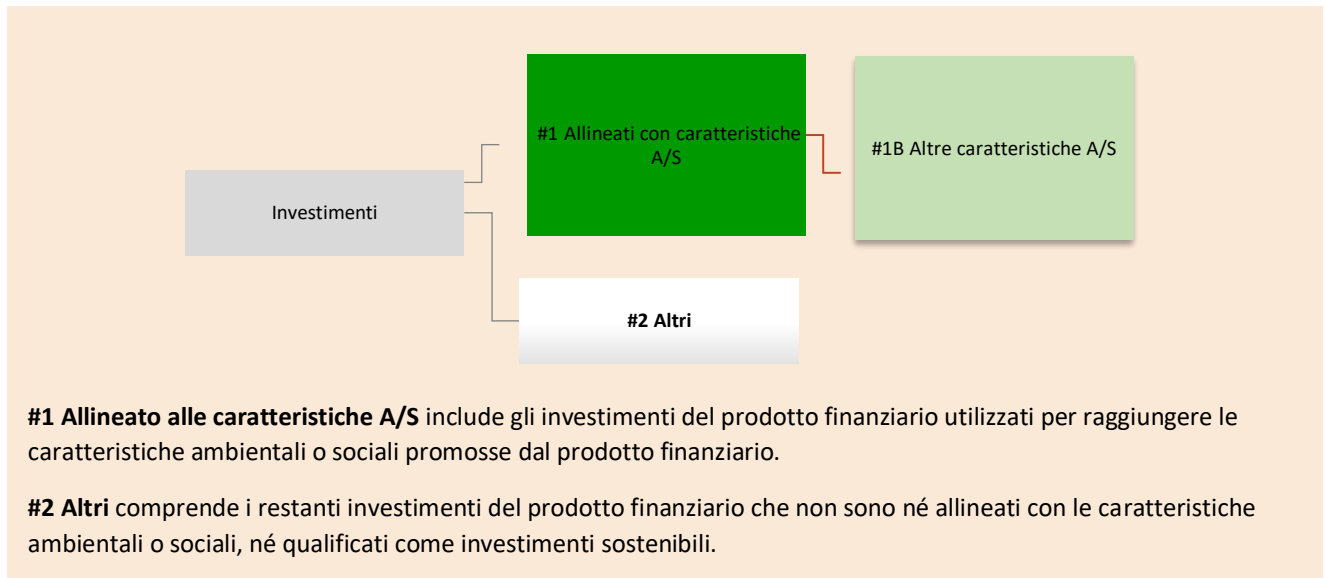 #1 Allineati con caratteristiche
A/S
#1B Altre caratteristiche A/S
Investimenti
#2 Altri
#1 Allineato alle caratteristiche A/S include gli investimenti del prodotto finanziario utilizzati per raggiungere le
caratteristiche ambientali o sociali promosse dal prodotto finanziario.
#2 Altri comprende i restanti investimenti del prodotto finanziario che non sono né allineati con le caratteristiche
ambientali o sociali, né qualificati come investimenti sostenibili.